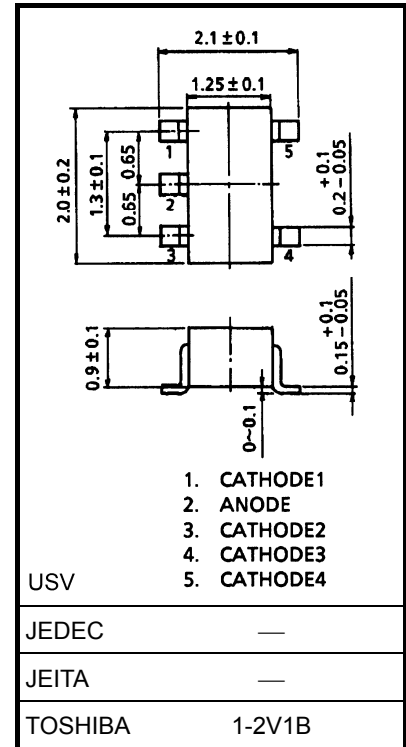 2.1±0.1
1.25±0.1
1
5
2.0±0.2
1.3±0.1
0.65
0.65
2
+0.1
0.2−0.05
3
4
0.9±0.1
+0.1
0.15−0.05
0~0.1
1. CATHODE1
2. ANODE
3. CATHODE2
4. CATHODE3
USV 5. CATHODE4
JEDEC —
JEITA —
TOSHIBA 1-2V1B